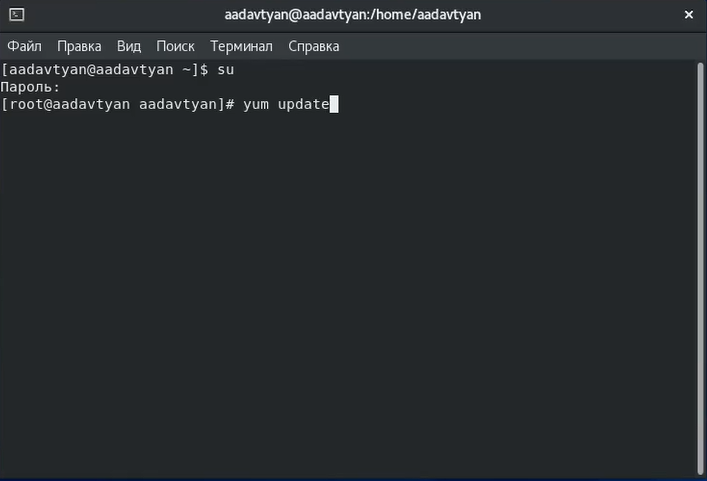 aadavtyan@aadavtyan:/home/aadavtyan
Файл Правка Вид Поиск Терминал Справка
[aadavtyan@aadavtyan ~]$ su
Пароль:
[root@aadavtyan aadavtyan]# yum update